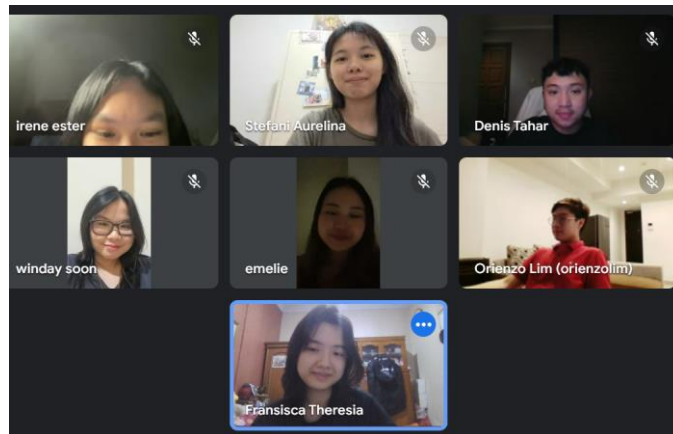 irene ester
Stefani Aurelina
Denis Tahar
winday soon
emelie
Orienzo Lim (orienzolim)
Fransisca Theresia